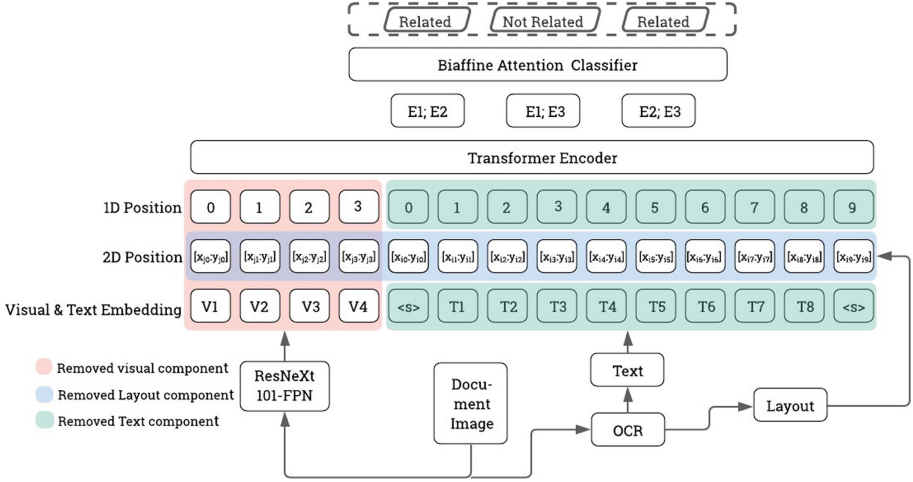 Related Not Related Related
Biaffine Attention Classifier
E1; E2 E1; E3 E2; E3
Transformer Encoder
1D Position 0 1 2 3 0 1 2 3 4 5 6 7 8 9
2D Position [xj0:yj0] [xj1:yj1] [xj2:yj2] [xj3:yj3] [xi0:yi0] [xi1:yi1] [xi2:yi2] [xi3:yi3] [xi4:yi4] [xi5:yi5] [xi6:yi6] [xi7:yi7] [xi8:yi8] [xi9:yi9]
Visual & Text Embedding V1 V2 V3 V4 <s> T1 T2 T3 T4 T5 T6 T7 T8 <s>
Removed visual component
Removed Layout component
Removed Text component
ResNeXt
101-FPN
Docu-
ment
Image
Text
OCR
Layout